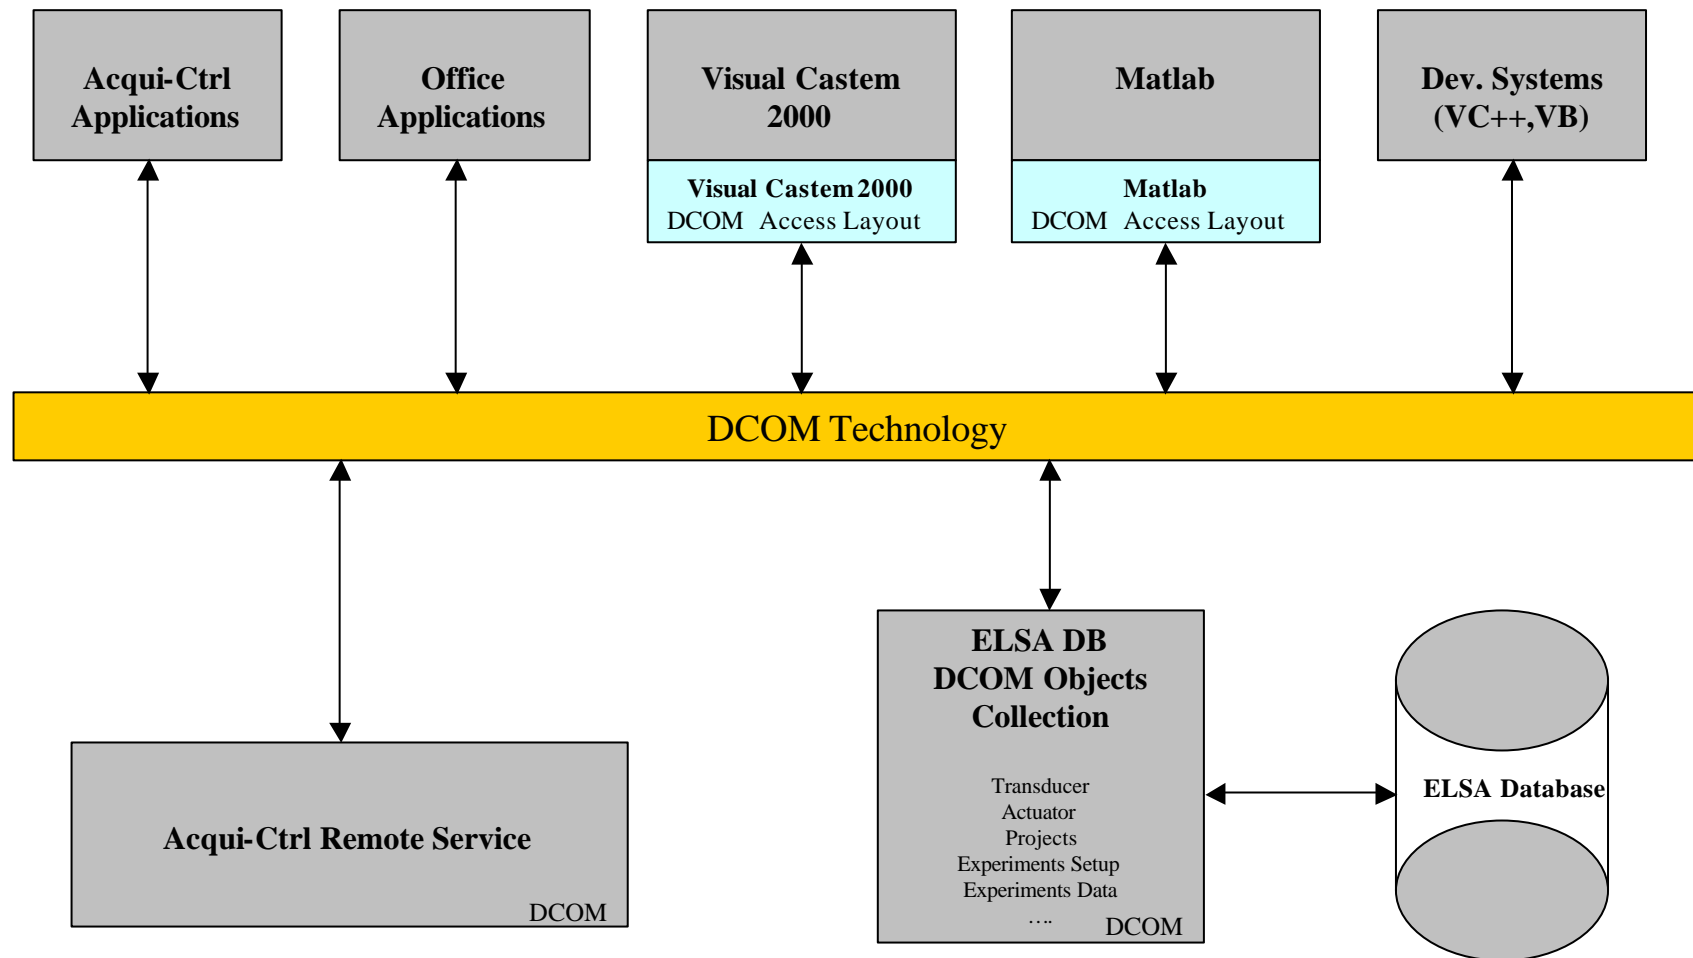 Acqui-Ctrl
Applications
Office
Applications
Visual Castem
2000
Matlab
Dev. Systems
(VC++,VB)
Visual Castem 2000
DCOM Access Layout
Matlab
DCOM Access Layout
DCOM Technology
Acqui-Ctrl Remote Service
DCOM
ELSA DB
DCOM Objects
Collection
Transducer
Actuator
Projects
Experiments Setup
Experiments Data
….
DCOM
ELSA Database